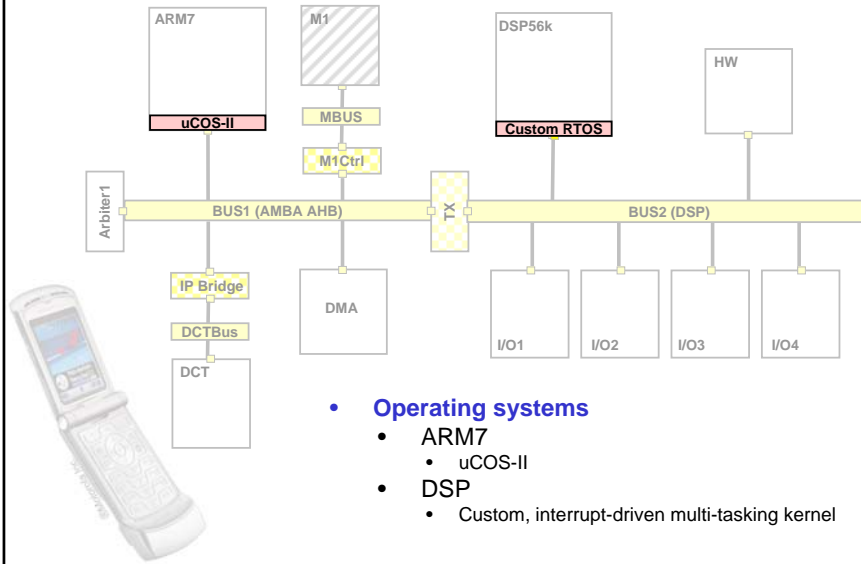 ARM7
M1
DSP56k
HW
uCOS-II
MBUS
Custom RTOS
M1Ctrl
Arbiter1
BUS1 (AMBA AHB)
TX
BUS2 (DSP)
IP Bridge
DMA
DCTBus
I/O1
I/O2
I/O3
I/O4
DCT
• Operating systems
• ARM7
• uCOS-II
• DSP
• Custom, interrupt-driven multi-tasking kernel